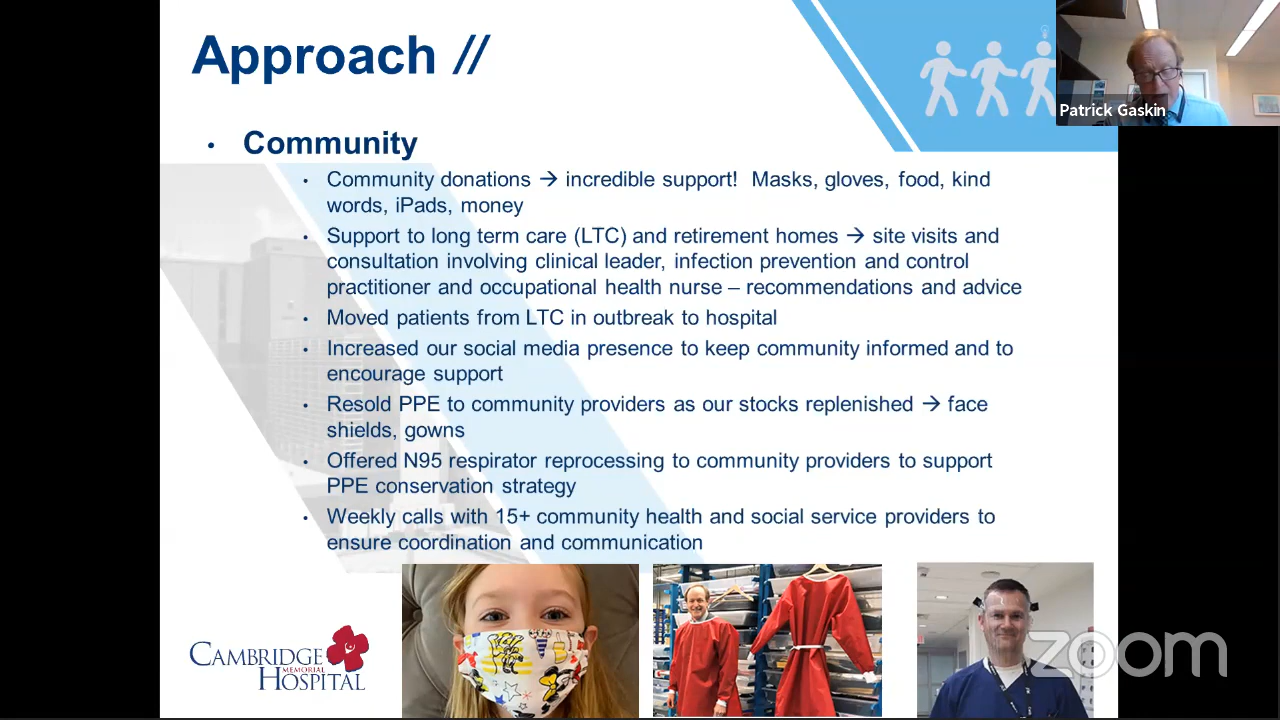 Approach //
Patrick Gaskin
• Community
• Community donations → incredible support! Masks, gloves, food, kind
words, iPads, money
• Support to long term care (LTC) and retirement homes → site visits and
consultation involving clinical leader, infection prevention and control
practitioner and occupational health nurse – recommendations and advice
• Moved patients from LTC in outbreak to hospital
• Increased our social media presence to keep community informed and to
encourage support
• Resold PPE to community providers as our stocks replenished → face
shields, gowns
• Offered N95 respirator reprocessing to community providers to support
PPE conservation strategy
• Weekly calls with 15+ community health and social service providers to
ensure coordination and communication
CAMBRIDGE
MEMORIAL
HOSPITAL
zoom